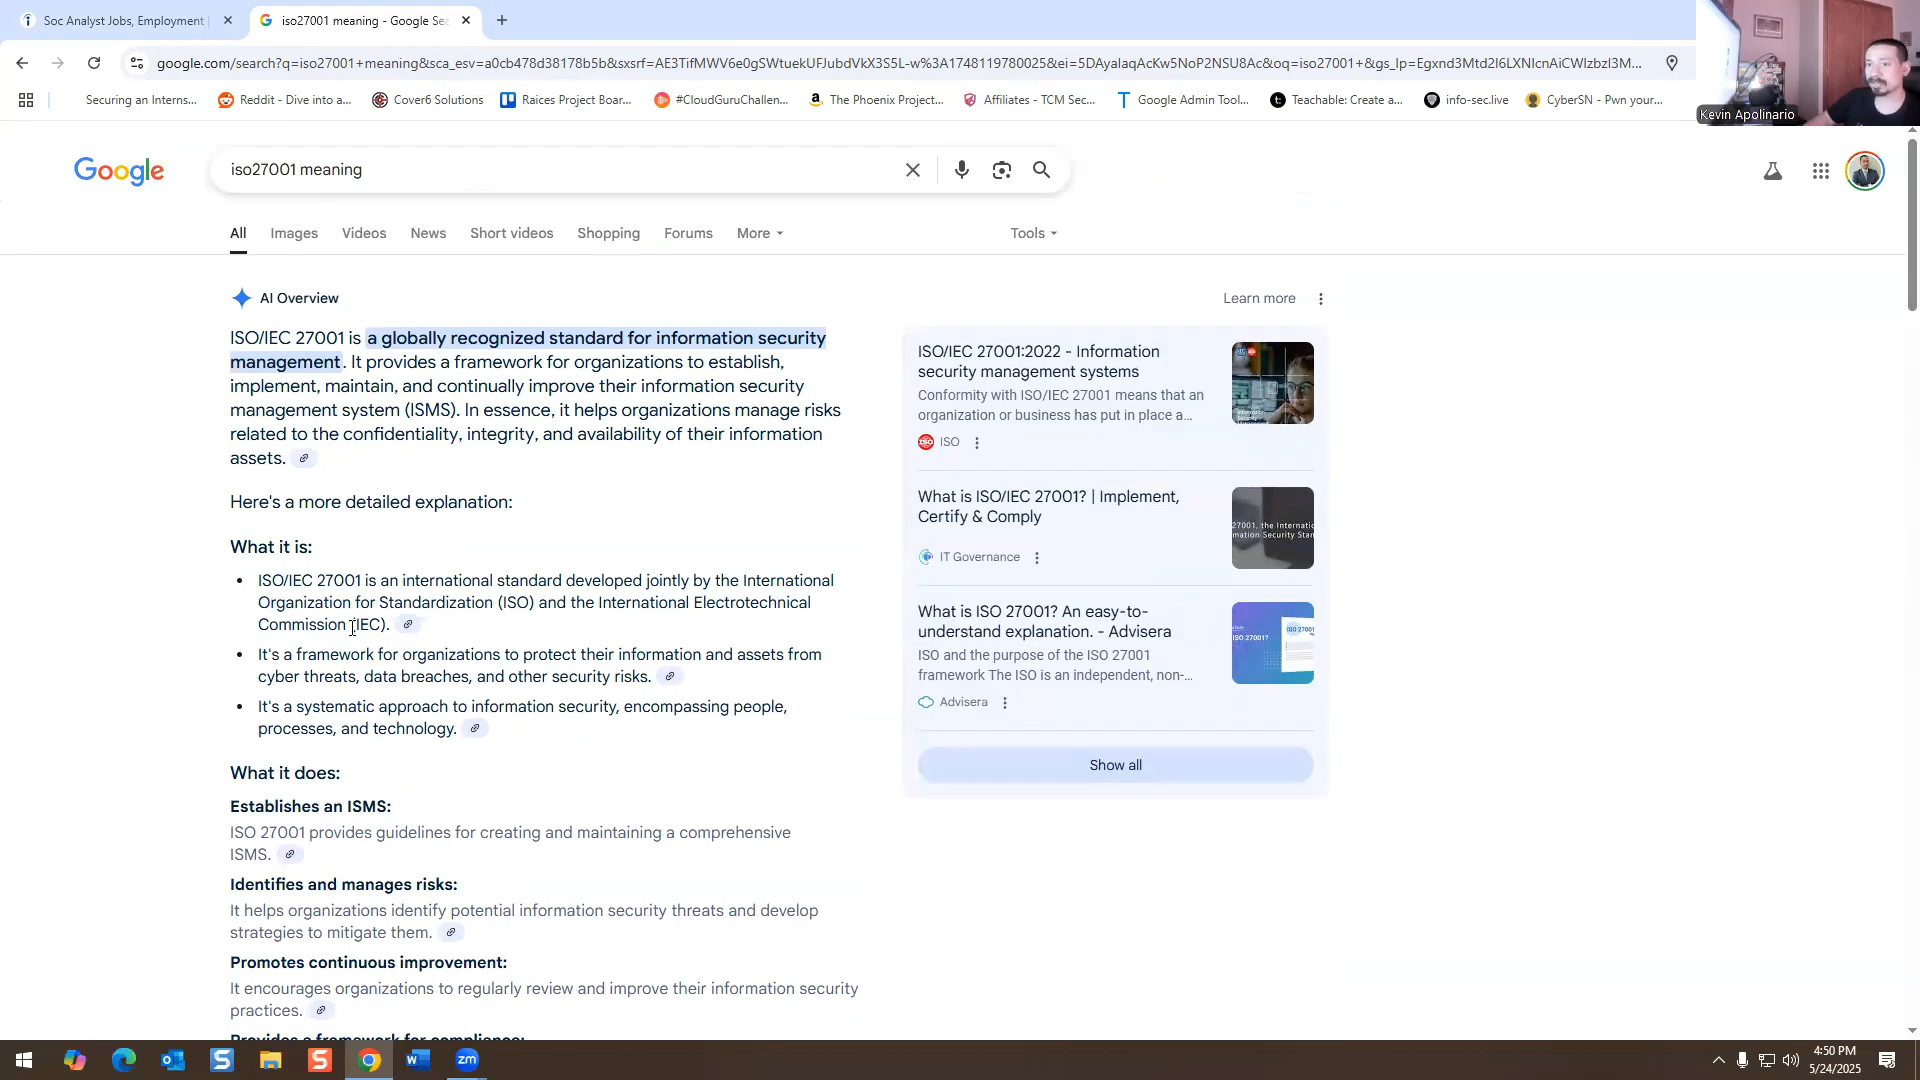 Soc Analyst Jobs, Employment
iso27001 meaning - Google Sea
google.com/search?q=iso27001+meaning&sca_esv=a0cb478d38178b5b&sxsrf=AE3TifMWV6e0gSWtuekUFJubdVkX3S5L-w%3A1748119780025&ei=5DAyaIaqAcKw5NoP2NSU8Ac&oq=iso27001+&gs_lp=Egxnd3Mtd2l6LXNlcnAiCWlzbzI3M...
Securing an Interns...
Reddit - Dive into a...
Cover6 Solutions
Raices Project Boar...
#CloudGuruChallen...
The Phoenix Project...
Affiliates - TCM Sec...
Google Admin Tool...
Teachable: Create a...
info-sec.live
CyberSN - Pwn your...
Kevin Apolinario
Google
iso27001 meaning
All
Images
Videos
News
Short videos
Shopping
Forums
More
Tools
AI Overview
Learn more
ISO/IEC 27001 is a globally recognized standard for information security
management. It provides a framework for organizations to establish,
implement, maintain, and continually improve their information security
management system (ISMS). In essence, it helps organizations manage risks
related to the confidentiality, integrity, and availability of their information
assets.
Here's a more detailed explanation:
What it is:
• ISO/IEC 27001 is an international standard developed jointly by the International
Organization for Standardization (ISO) and the International Electrotechnical
Commission (IEC).
• It's a framework for organizations to protect their information and assets from
cyber threats, data breaches, and other security risks.
• It's a systematic approach to information security, encompassing people,
processes, and technology.
What it does:
Establishes an ISMS:
ISO 27001 provides guidelines for creating and maintaining a comprehensive
ISMS.
Identifies and manages risks:
It helps organizations identify potential information security threats and develop
strategies to mitigate them.
Promotes continuous improvement:
It encourages organizations to regularly review and improve their information security
practices.
Provides a framework for compliance:
ISO/IEC 27001:2022 - Information
security management systems
Conformity with ISO/IEC 27001 means that an
organization or business has put in place a...
ISO
What is ISO/IEC 27001? | Implement,
Certify & Comply
IT Governance
27001, the Internatic
mation Security Stan
What is ISO 27001? An easy-to-
understand explanation. - Advisera
ISO and the purpose of the ISO 27001
framework The ISO is an independent, non-...
Advisera
Show all
4:50 PM
5/24/2025